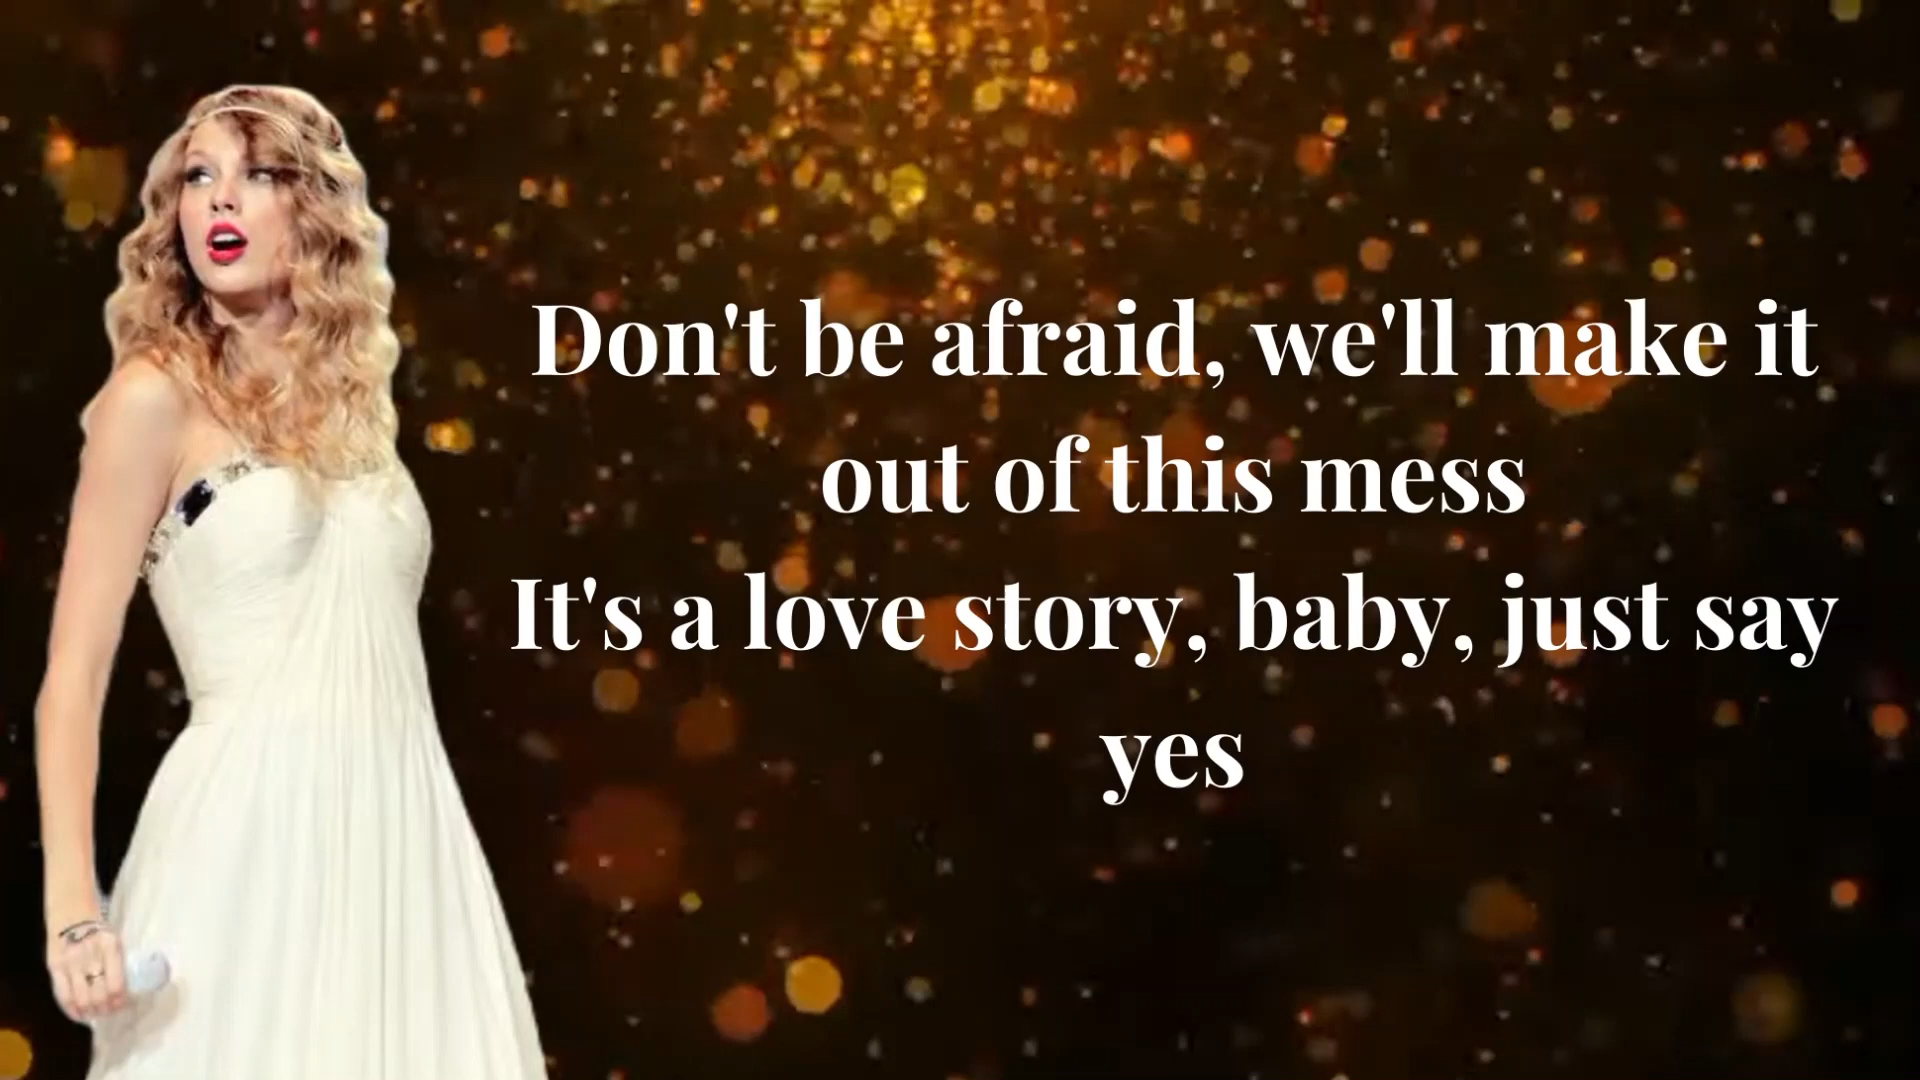 Don't be afraid, we'll make it
out of this mess
It's a love story, baby, just say
yes